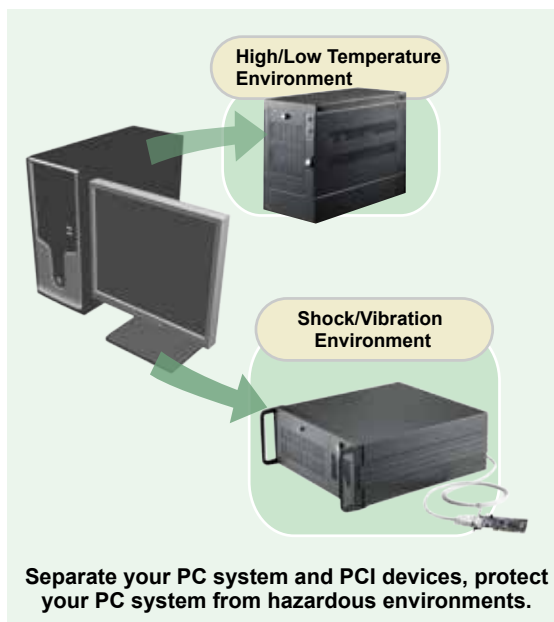 High/Low Temperature
Environment
Shock/Vibration
Environment
Separate your PC system and PCI devices, protect
your PC system from hazardous environments.